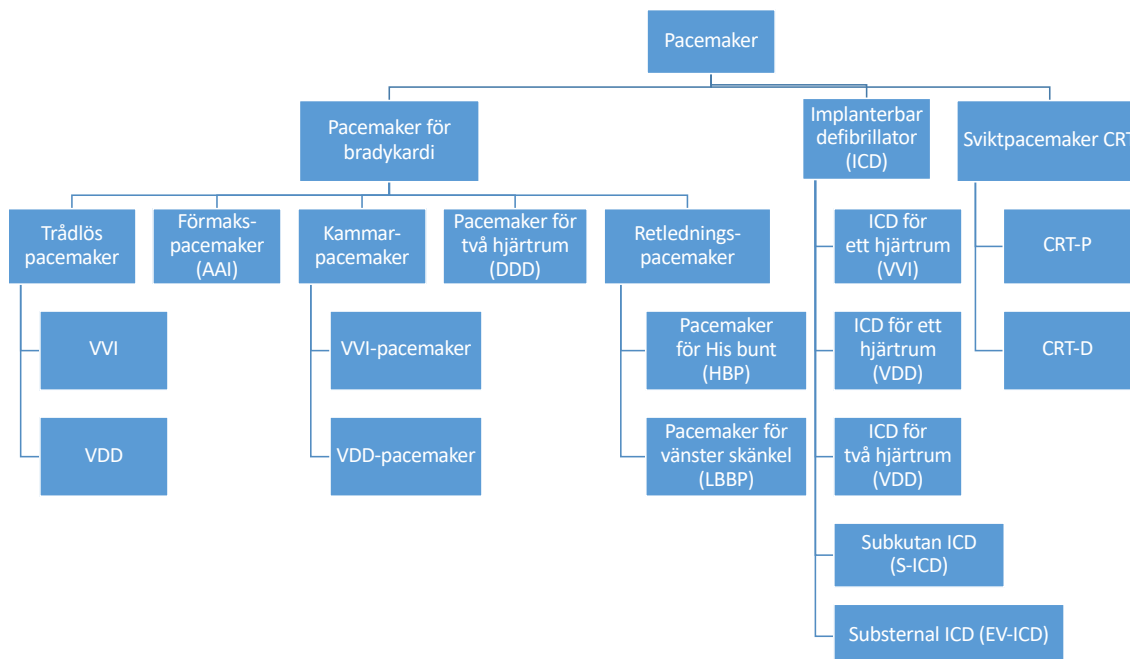 Pacemaker
Pacemaker för
bradykardi
Implanterbar
defibrillator
(ICD)
Sviktpacemaker CRT
Trådlös
pacemaker
Förmaks-
pacemaker
(AAI)
Kammar-
pacemaker
Pacemaker för
två hjärtrum
(DDD)
Retlednings-
pacemaker
ICD för
ett hjärtrum
(VVI)
CRT-P
VVI
VVI-pacemaker
Pacemaker
för His bunt
(HBP)
ICD för ett
hjärtrum
(VDD)
CRT-D
VDD
VDD-pacemaker
Pacemaker för
vänster skänkel
(LBBP)
ICD för
två hjärtrum
(VDD)
Subkutan ICD
(S-ICD)
Substernal ICD (EV-ICD)